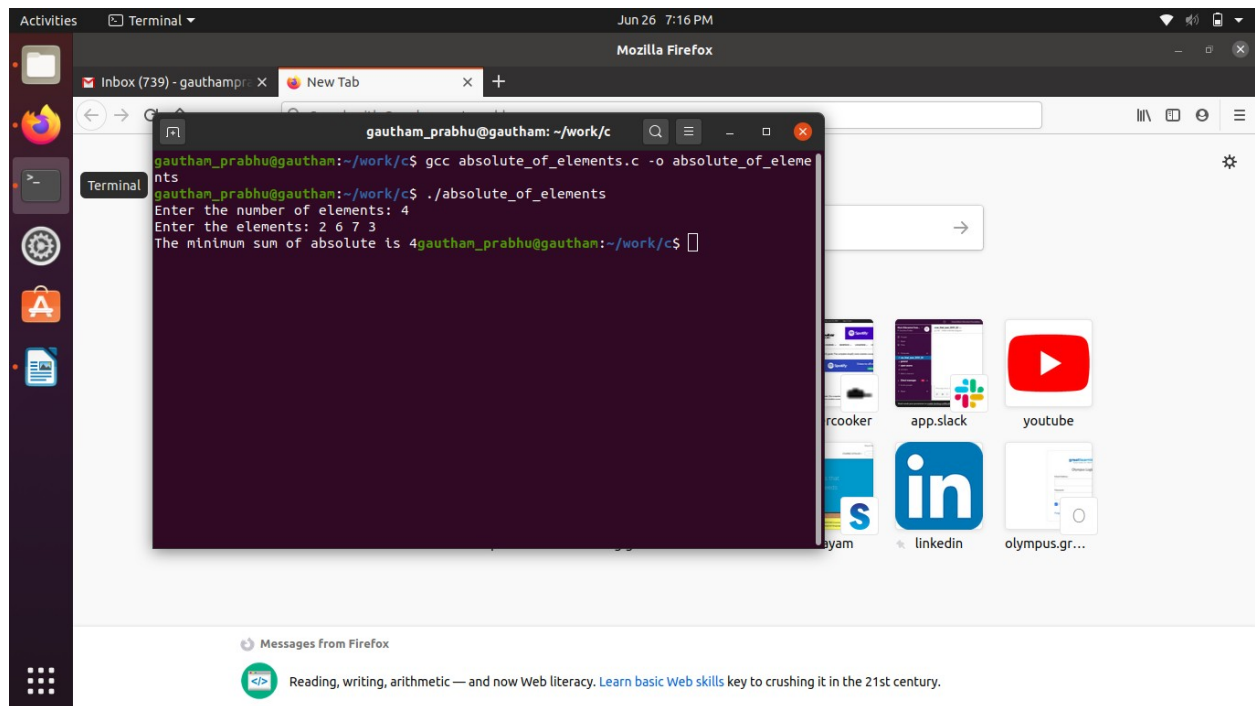 Activities Terminal Jun 26 7:16 PM
Mozilla Firefox
Inbox (739) - gauthampra New Tab
gautham_prabhu@gautham: ~/work/c
gautham_prabhu@gautham:~/work/c$ gcc absolute_of_elements.c -o absolute_of_eleme
nts
Terminal
gautham_prabhu@gautham:~/work/c$ ./absolute_of_elements
Enter the number of elements: 4
Enter the elements: 2 6 7 3
The minimum sum of absolute is 4gautham_prabhu@gautham:~/work/c$
rcooker app.slack youtube
ayam linkedin olympus.gr...
Messages from Firefox
Reading, writing, arithmetic — and now Web literacy. Learn basic Web skills key to crushing it in the 21st century.